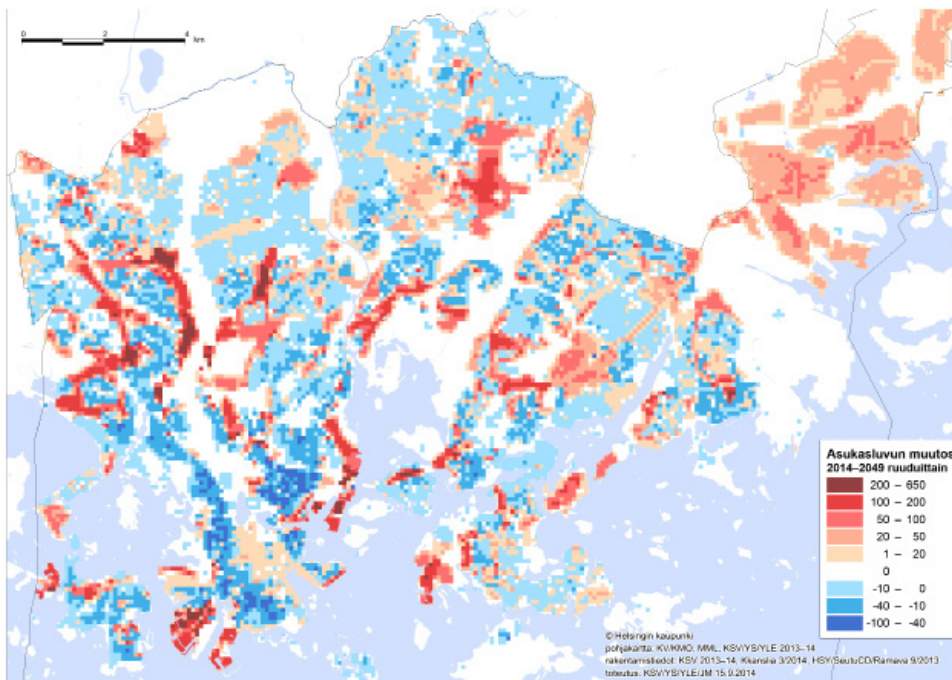 0 2 4
km
Asukasluvun muutos
2014–2049 ruuduittain
200 – 650
100 – 200
50 – 100
20 – 50
1 – 20
0
-10 – 0
-40 – -10
-100 – -40
© Helsingin kaupunki
pohjakartta: KV/KMO, MML, KSV/YS/YLE 2013–14
rakentamistiedot: KSV 2013–14, Kkanslia 3/2014, HSY/SeutuCD/Ramava 9/2013
toteutus: KSV/YS/YLE/JM 15.9.2014